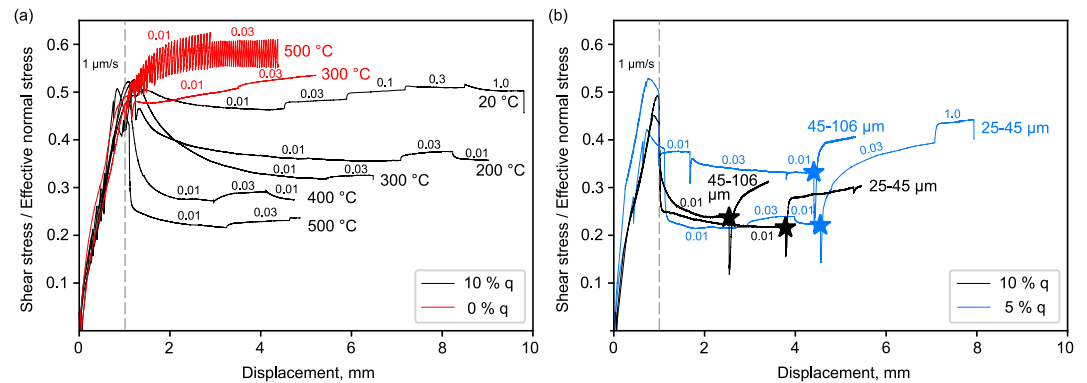 (a)
Shear stress / Effective normal stress
0.6
0.5
0.4
0.3
0.2
0.1
0
2
4
6
8
10
Displacement, mm
1 µm/s
0.01
0.03
500 °C
0.01
0.03
300 °C
0.01
0.03
0.1
0.3
1.0
20 °C
0.01
0.03
0.01
200 °C
0.01
0.03
300 °C
0.01
0.03
0.01
400 °C
0.01
0.03
500 °C
10 % q
0 % q
(b)
Shear stress / Effective normal stress
0.6
0.5
0.4
0.3
0.2
0.1
0
2
4
6
8
10
Displacement, mm
1 µm/s
0.01
0.03
0.01
45-106 µm
1.0
25-45 µm
0.03
0.01
45-106
µm
25-45 µm
0.01
0.01
0.03
0.01
10 % q
5 % q